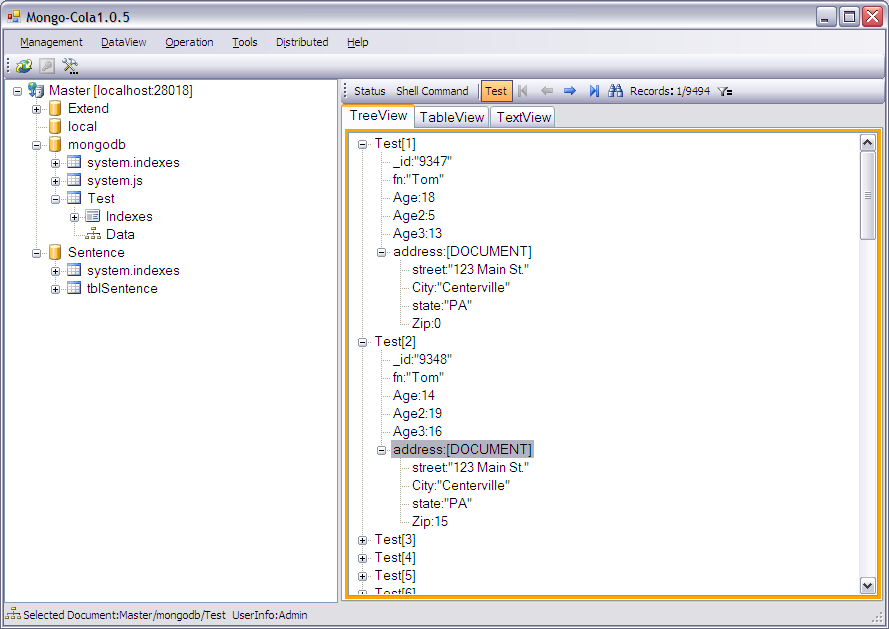 Mongo-Cola1.0.5
Management DataView Operation Tools Distributed Help
Master [localhost:28018]
Extend
local
mongodb
system.indexes
system.js
Test
Indexes
Data
Sentence
system.indexes
tblSentence
Status Shell Command Test Records: 1/9494
TreeView TableView TextView
Test[1]
_id:"9347"
fn:"Tom"
Age:18
Age2:5
Age3:13
address:[DOCUMENT]
street:"123 Main St."
City:"Centerville"
state:"PA"
Zip:0
Test[2]
_id:"9348"
fn:"Tom"
Age:14
Age2:19
Age3:16
address:[DOCUMENT]
street:"123 Main St."
City:"Centerville"
state:"PA"
Zip:15
Test[3]
Test[4]
Test[5]
Test[6]
Selected Document:Master/mongodb/Test UserInfo:Admin